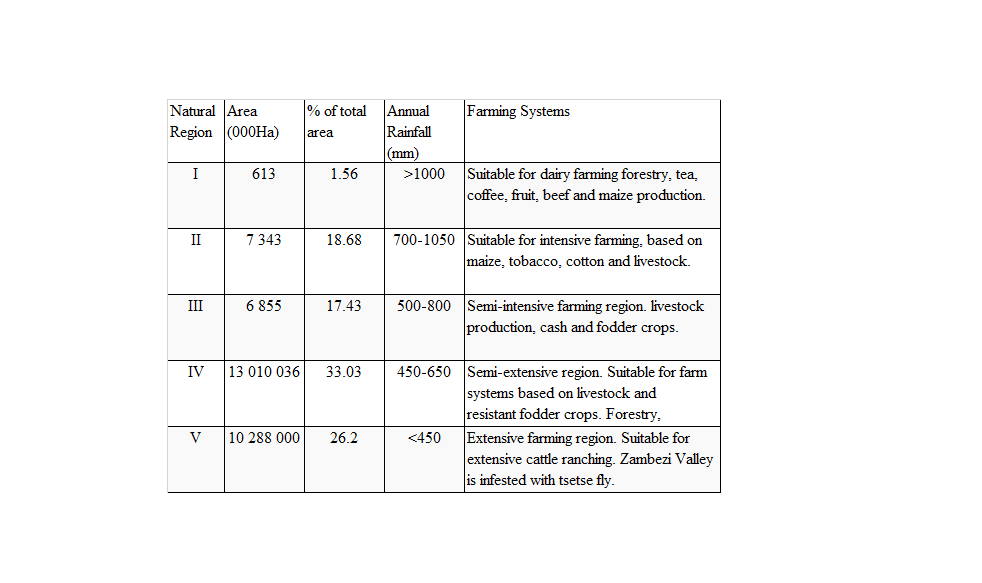 Natural Region Area (000Ha) % of total area Annual Rainfall (mm) Farming Systems
I 613 1.56 >1000 Suitable for dairy farming forestry, tea,
coffee, fruit, beef and maize production.
II 7 343 18.68 700-1050 Suitable for intensive farming, based on
maize, tobacco, cotton and livestock.
III 6 855 17.43 500-800 Semi-intensive farming region. livestock
production, cash and fodder crops.
IV 13 010 036 33.03 450-650 Semi-extensive region. Suitable for farm
systems based on livestock and
resistant fodder crops. Forestry,
V 10 288 000 26.2 <450 Extensive farming region. Suitable for
extensive cattle ranching. Zambezi Valley
is infested with tsetse fly.